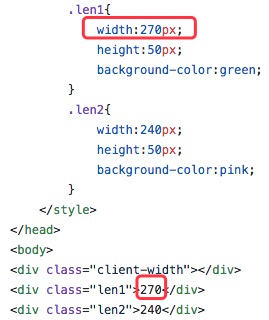 .len1{
width:270px;
height:50px;
background-color:green;
}
.len2{
width:240px;
height:50px;
background-color:pink;
}
</style>
</head>
<body>
<div class="client-width"></div>
<div class="len1">270</div>
<div class="len2">240</div>